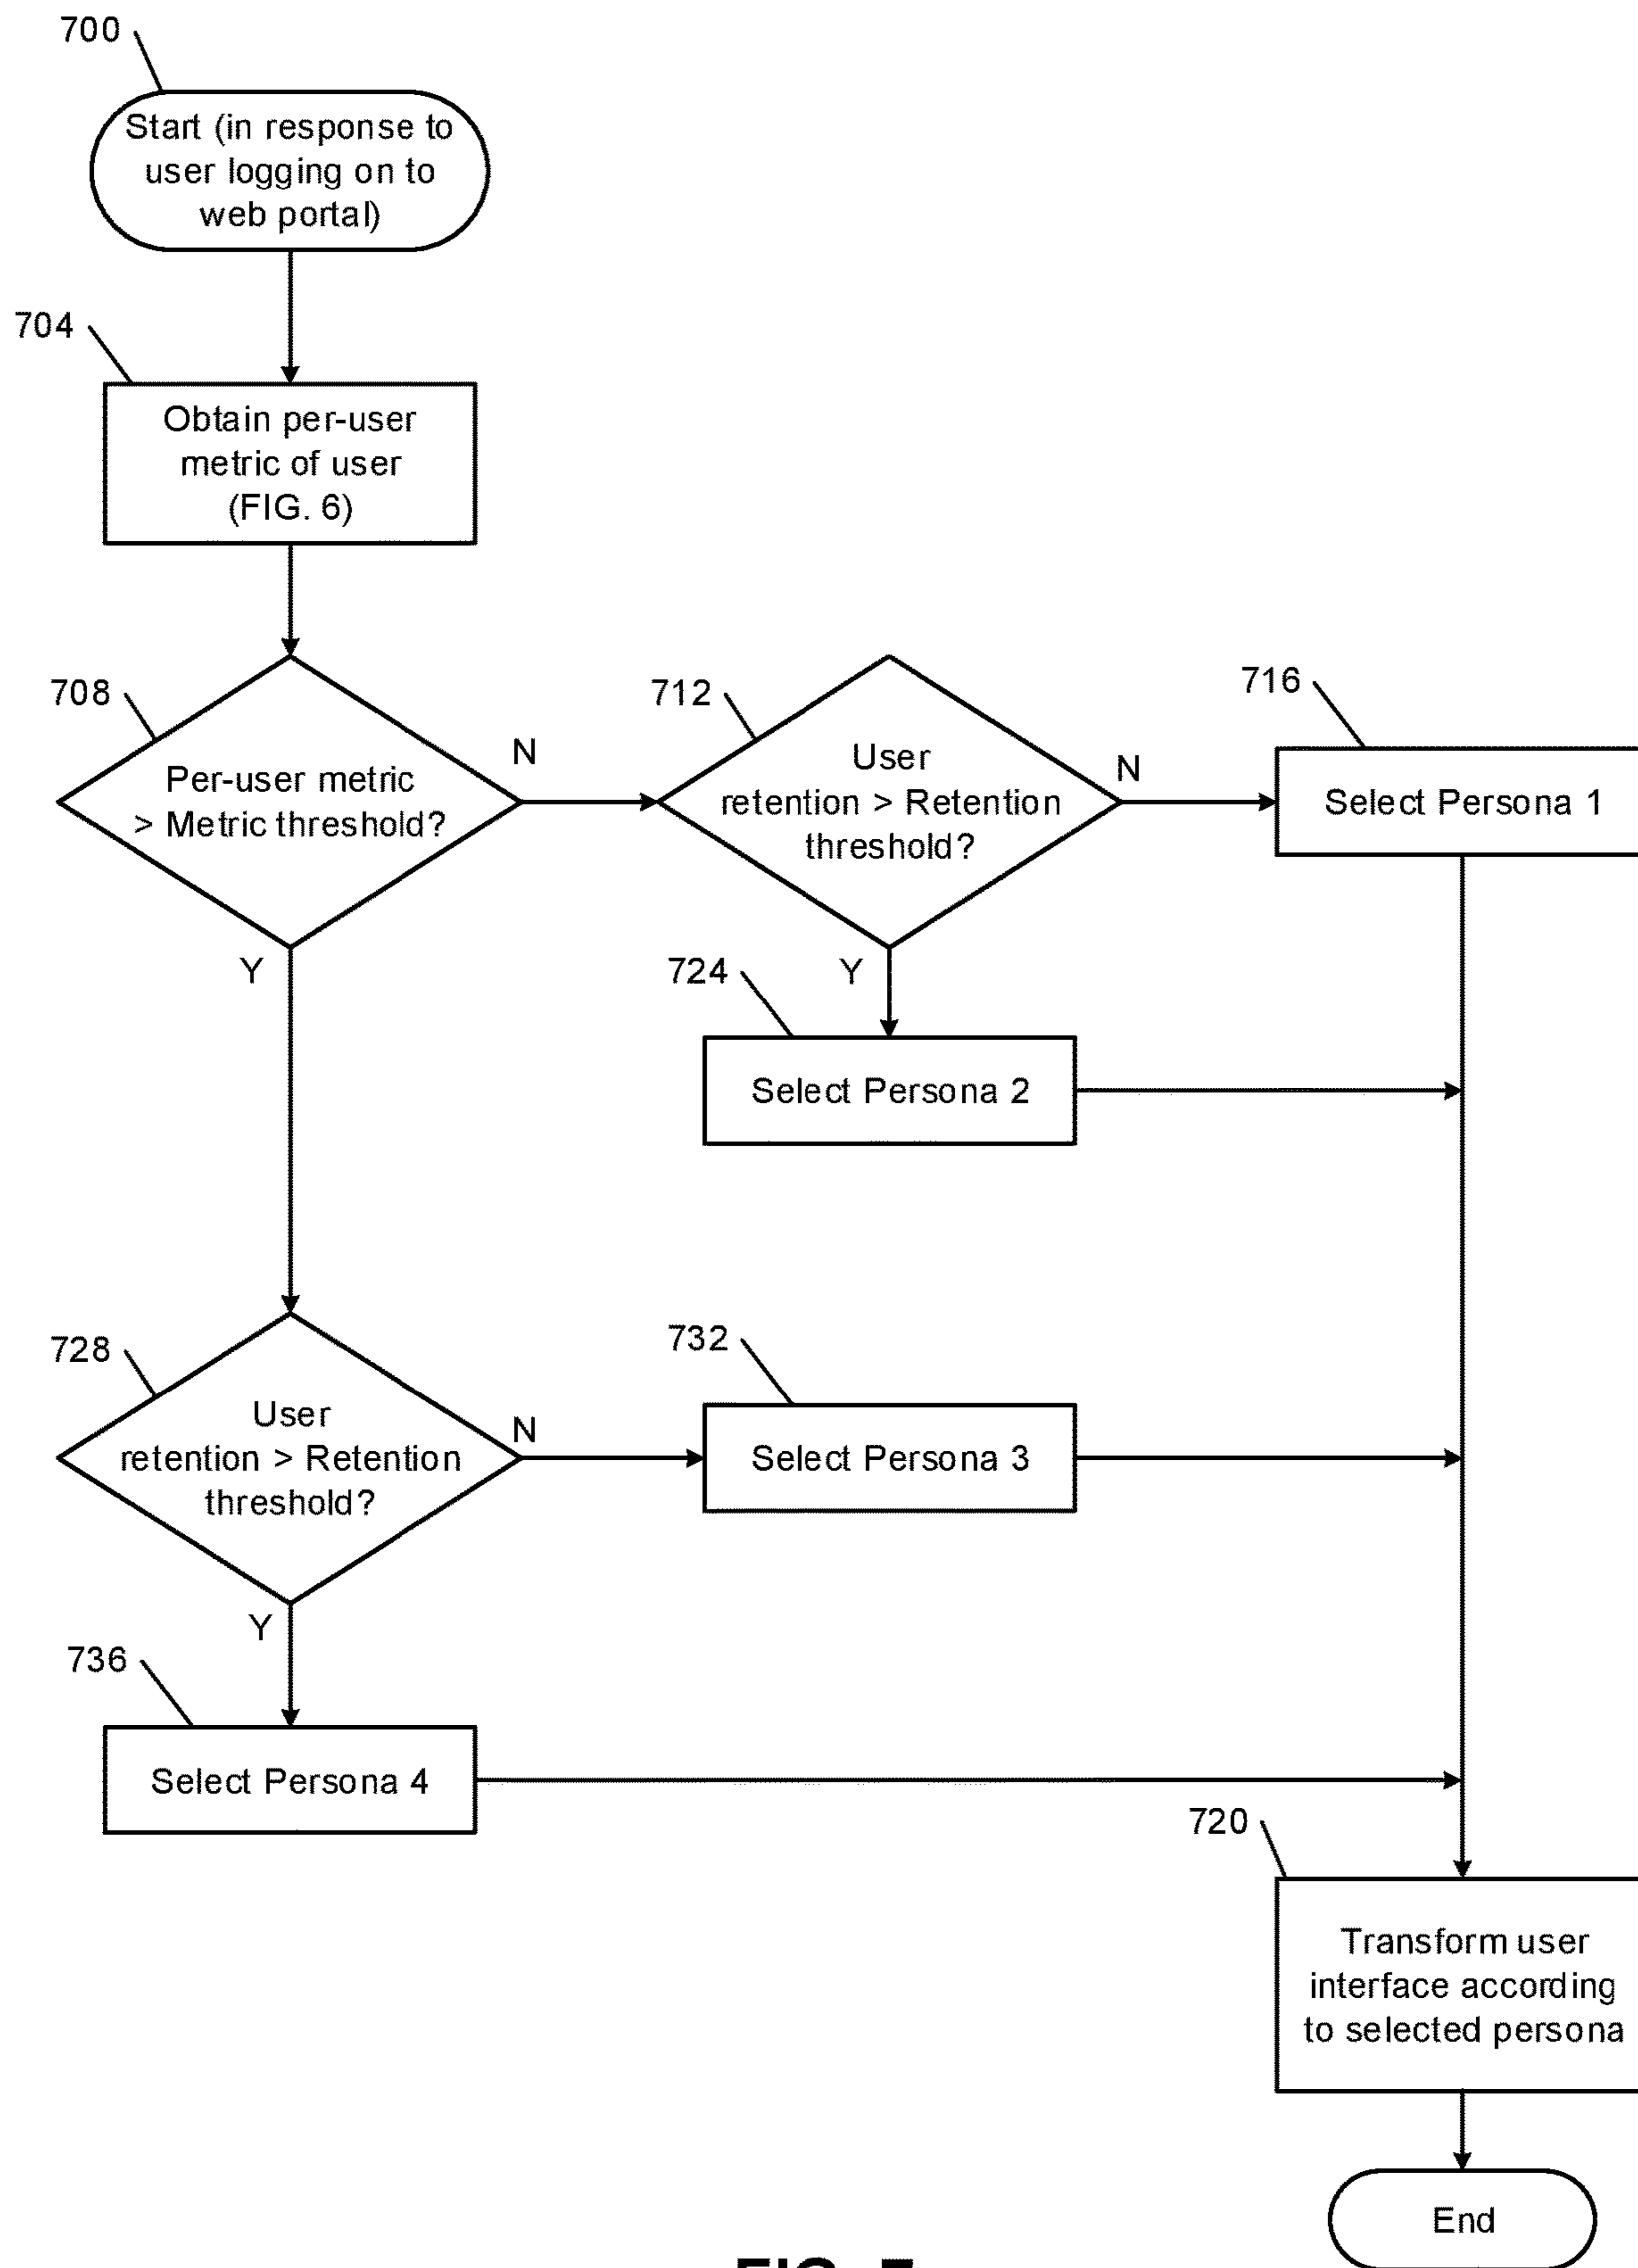 700
Start (in response to
user logging on to
web portal)
704
Obtain per-user
metric of user
(FIG. 6)
708
Per-user metric
> Metric threshold?
N
Y
712
User
retention > Retention
threshold?
N
Y
716
Select Persona 1
724
Select Persona 2
728
User
retention > Retention
threshold?
N
Y
732
Select Persona 3
736
Select Persona 4
720
Transform user
interface according
to selected persona
End
FIG. 7